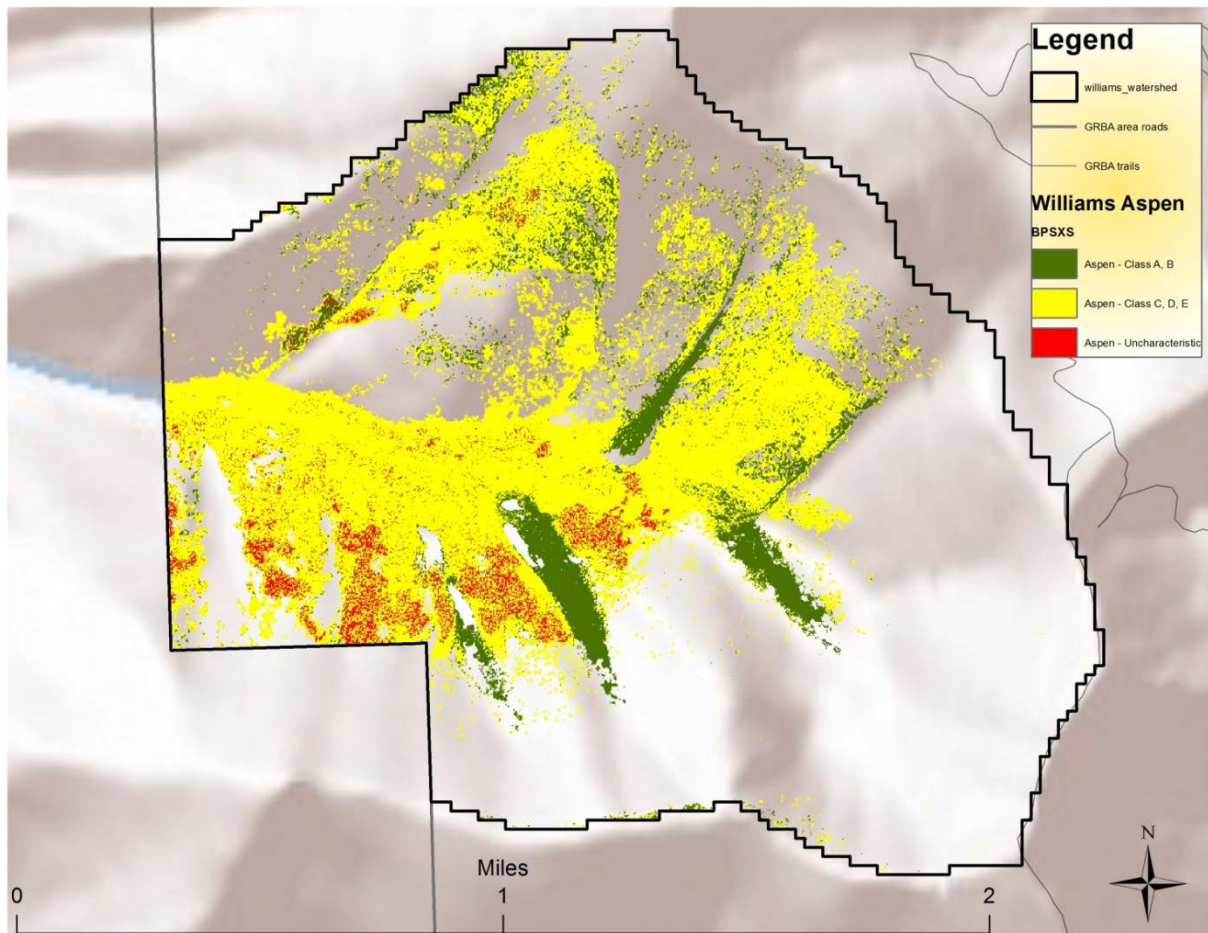 Legend
williams_watershed
GRBA area roads
GRBA trails
Williams Aspen
BPSXS
Aspen - Class A, B
Aspen - Class C, D, E
Aspen - Uncharacteristic
N
Miles
0 1 2